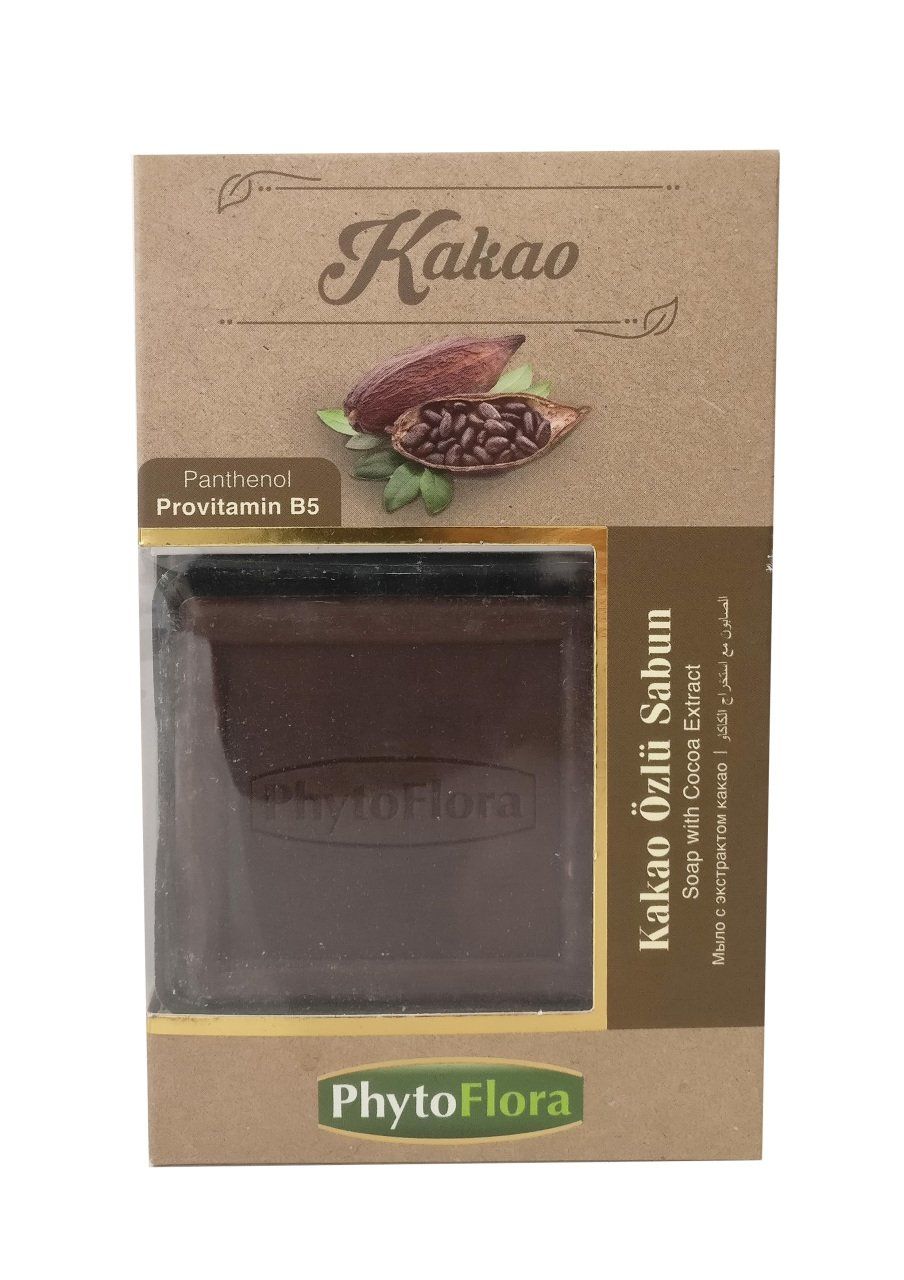 Kakao
Panthenol
Provitamin B5
PhytoFlora
Kakao Özlü Sabun
Soap with Cocoa Extract
Мыло с экстрактом какао | الصابون مع استخراج الكاكاو
PhytoFlora